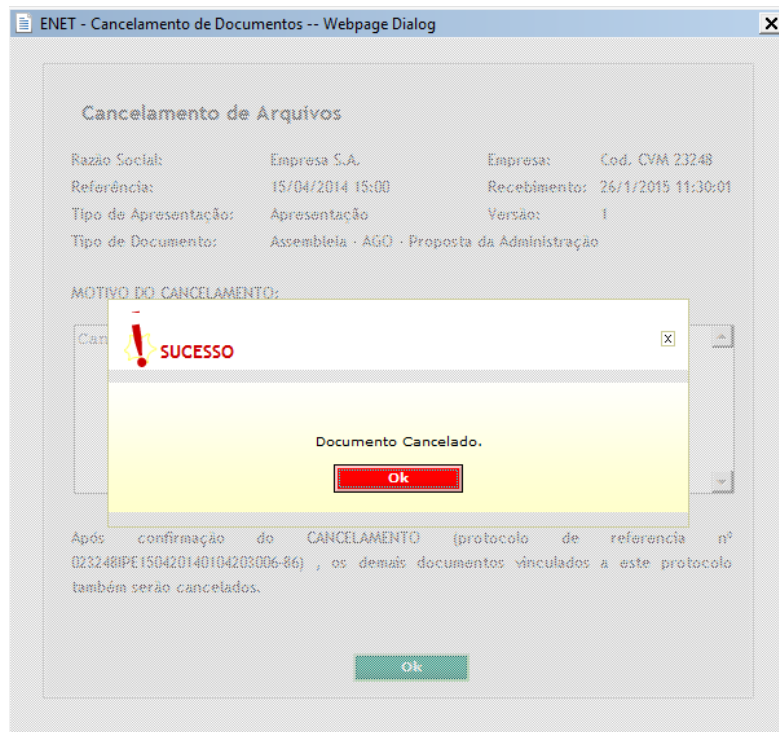 ENET - Cancelamento de Documentos -- Webpage Dialog
Cancelamento de Arquivos
Razão Social: Empresa S.A. Empresa: Cod. CVM 23248
Referência: 15/04/2014 15:00 Recebimento: 26/1/2015 11:30:01
Tipo de Apresentação: Apresentação Versão: 1
Tipo de Documento: Assembleia - AGO - Proposta da Administração
MOTIVO DO CANCELAMENTO:
Can
SUCESSO
X
Documento Cancelado.
Ok
Após confirmação do CANCELAMENTO (protocolo de referencia nº
023248IPE150420140104203006-86) , os demais documentos vinculados a este protocolo
também serão cancelados.
Ok